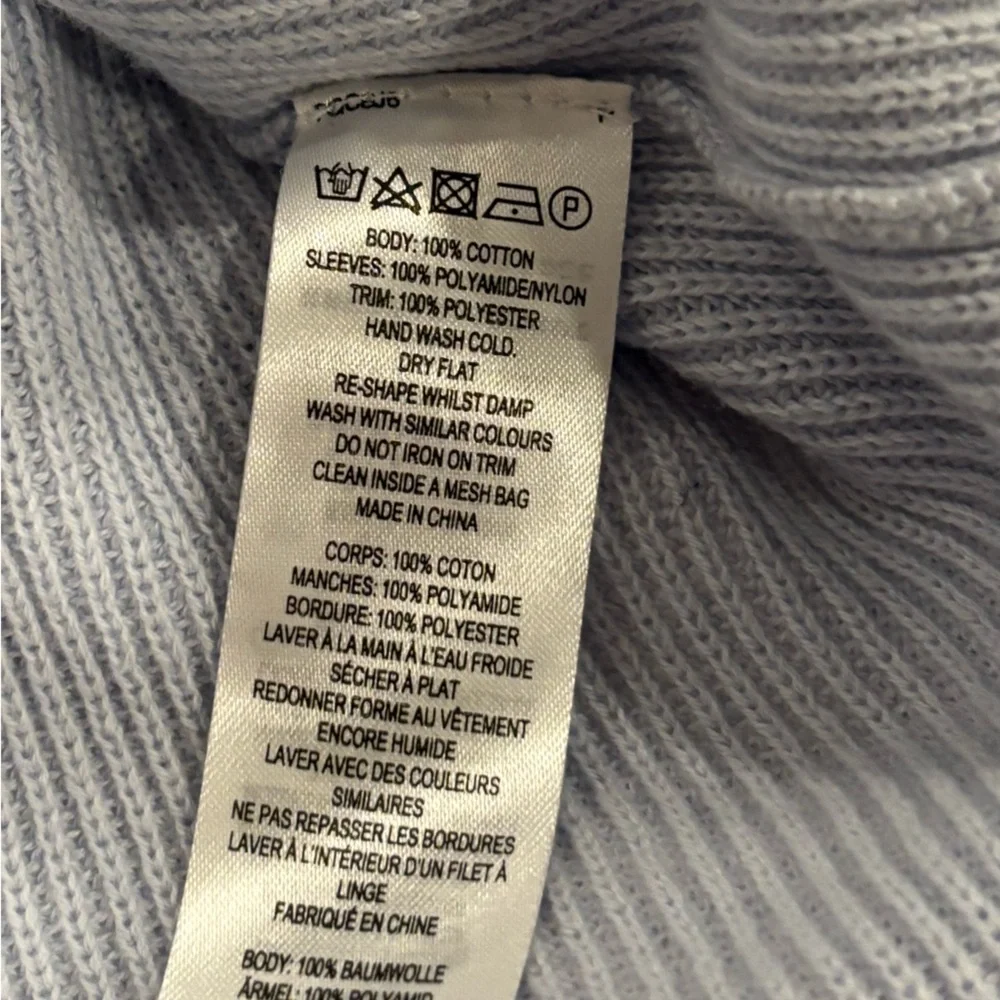 P
BODY: 100% COTTON
SLEEVES: 100% POLYAMIDE/NYLON
TRIM: 100% POLYESTER
HAND WASH COLD.
DRY FLAT
RE-SHAPE WHILST DAMP
WASH WITH SIMILAR COLOURS
DO NOT IRON ON TRIM
CLEAN INSIDE A MESH BAG
MADE IN CHINA
CORPS: 100% COTON
MANCHES: 100% POLYAMIDE
BORDURE: 100% POLYESTER
LAVER À LA MAIN À L'EAU FROIDE
SÉCHER À PLAT
REDONNER FORME AU VÊTEMENT
ENCORE HUMIDE
LAVER AVEC DES COULEURS
SIMILAIRES
NE PAS REPASSER LES BORDURES
LAVER À L'INTÉRIEUR D'UN FILET À
LINGE
FABRIQUÉ EN CHINE
BODY: 100% BAUMWOLLE
ÄRMEL: 100%